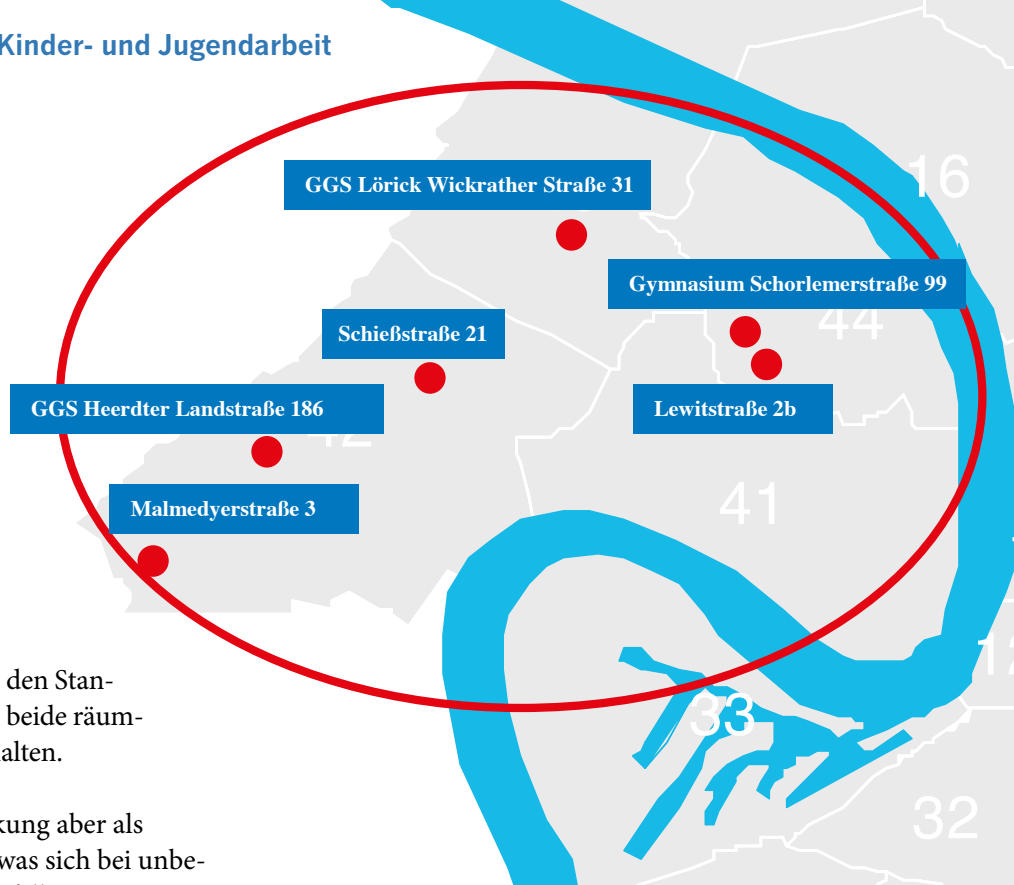 Kinder- und Jugendarbeit
16
GGS Lörick Wickrather Straße 31
Gymnasium Schorlemerstraße 99
44
Schießstraße 21
GGS Heerdter Landstraße 186
Lewitstraße 2b
42
Malmedyerstraße 3
41
12
den Stan-
beide räum-
alten.
33
32
kung aber als
was sich bei unbe-